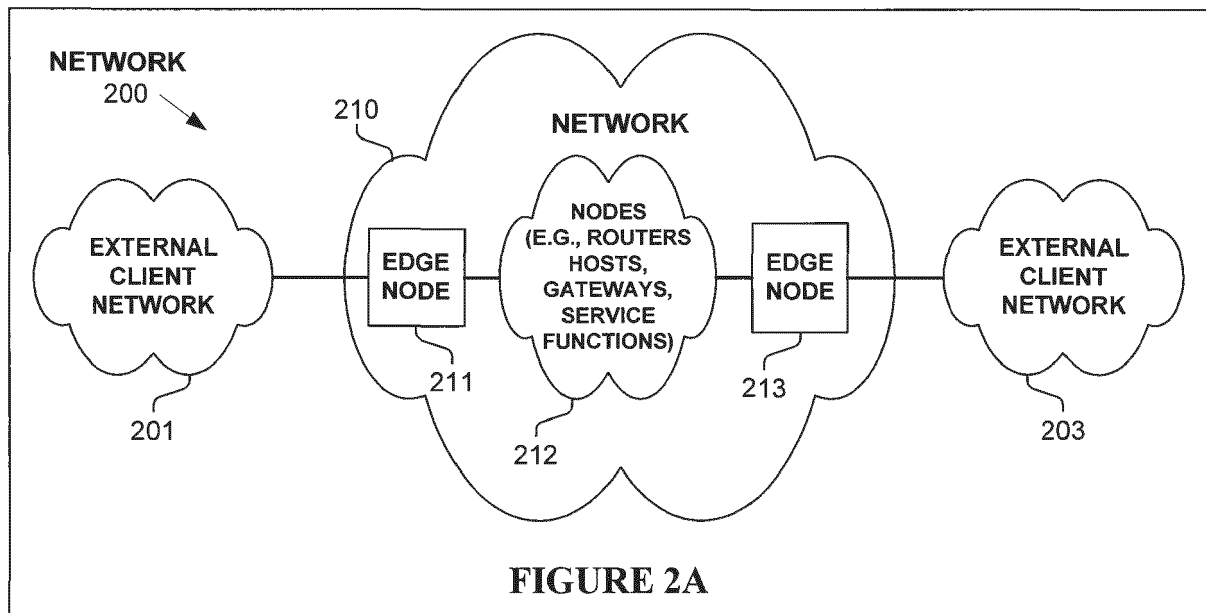 NETWORK
200
210
NETWORK
EXTERNAL
CLIENT
NETWORK
201
EDGE
NODE
211
NODES
(E.G., ROUTERS
HOSTS,
GATEWAYS,
SERVICE
FUNCTIONS)
212
EDGE
NODE
213
EXTERNAL
CLIENT
NETWORK
203
FIGURE 2A